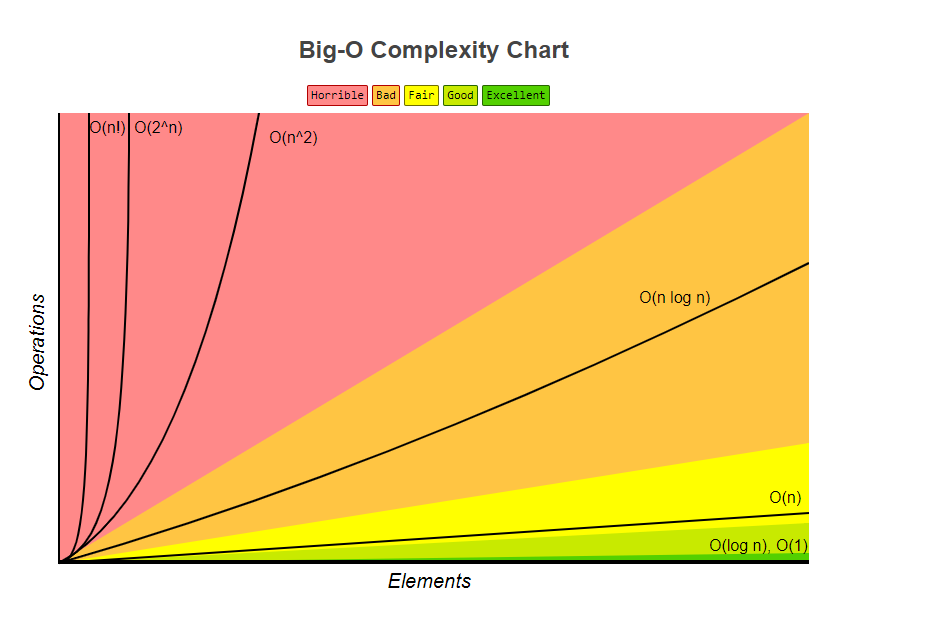 Big-O Complexity Chart
Horrible Bad Fair Good Excellent
O(n!) O(2^n)
O(n^2)
O(n log n)
Operations
O(n)
O(log n), O(1)
Elements